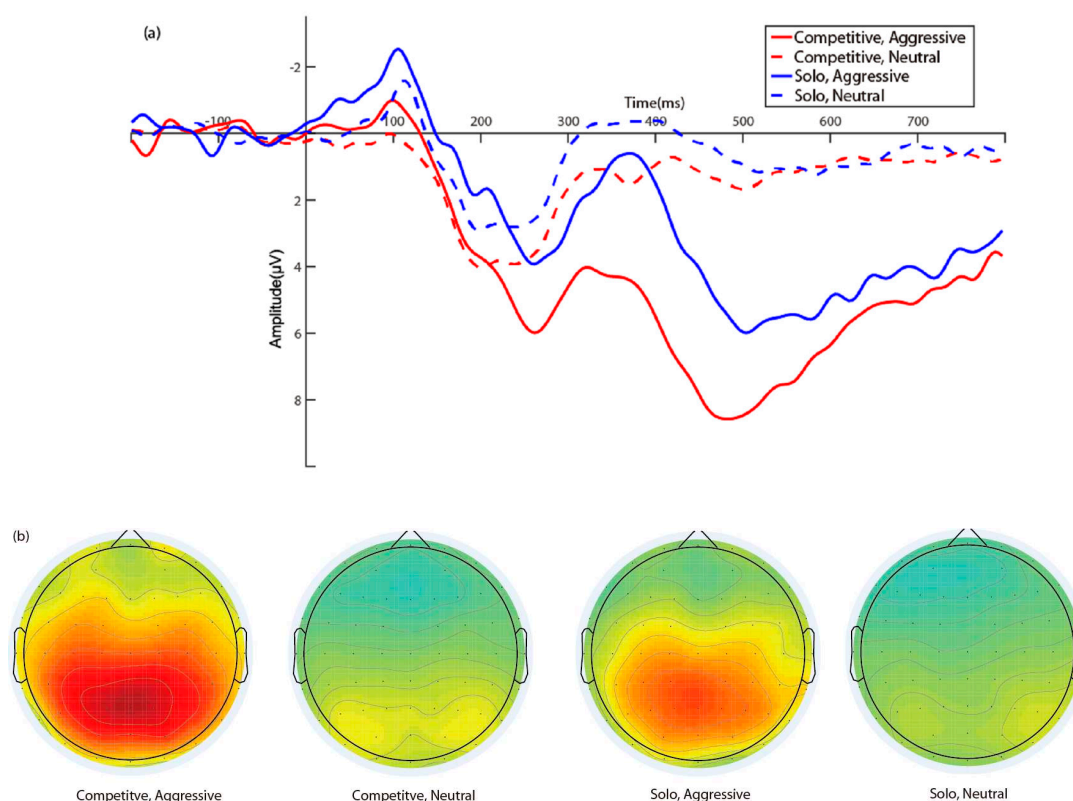 (a)
Competitive, Aggressive
Competitive, Neutral
Solo, Aggressive
Solo, Neutral
-2
Time(ms)
-100 100 200 300 400 500 600 700
2
4
6
8
Amplitude(μV)
(b)
Competitve, Aggressive Competitve, Neutral Solo, Aggressive Solo, Neutral